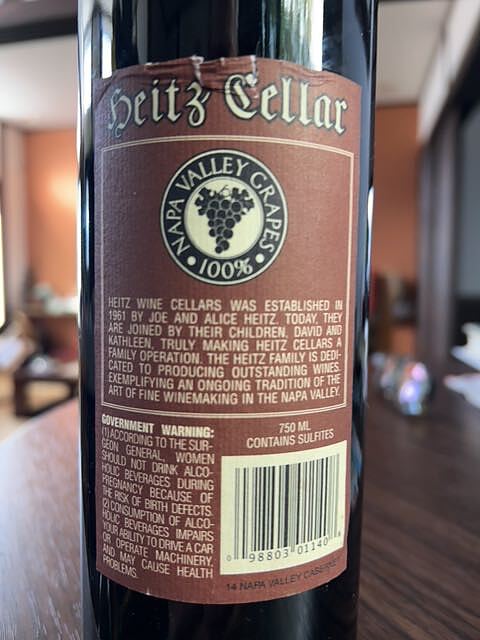 Heitz Cellar
NAPA VALLEY GRAPES
100%
HEITZ WINE CELLARS WAS ESTABLISHED IN
1961 BY JOE AND ALICE HEITZ. TODAY, THEY
ARE JOINED BY THEIR CHILDREN, DAVID AND
KATHLEEN, TRULY MAKING HEITZ CELLARS A
FAMILY OPERATION. THE HEITZ FAMILY IS DEDI-
CATED TO PRODUCING OUTSTANDING WINES,
EXEMPLIFYING AN ONGOING TRADITION OF THE
ART OF FINE WINEMAKING IN THE NAPA VALLEY.
GOVERNMENT WARNING:
(1) ACCORDING TO THE SUR-
GEON GENERAL, WOMEN
SHOULD NOT DRINK ALCO-
HOLIC BEVERAGES DURING
PREGNANCY BECAUSE OF
THE RISK OF BIRTH DEFECTS.
(2) CONSUMPTION OF ALCO-
HOLIC BEVERAGES IMPAIRS
YOUR ABILITY TO DRIVE A CAR
OR OPERATE MACHINERY,
AND MAY CAUSE HEALTH
PROBLEMS.
750 ML
CONTAINS SULFITES
0 98803 01140
14 NAPA VALLEY